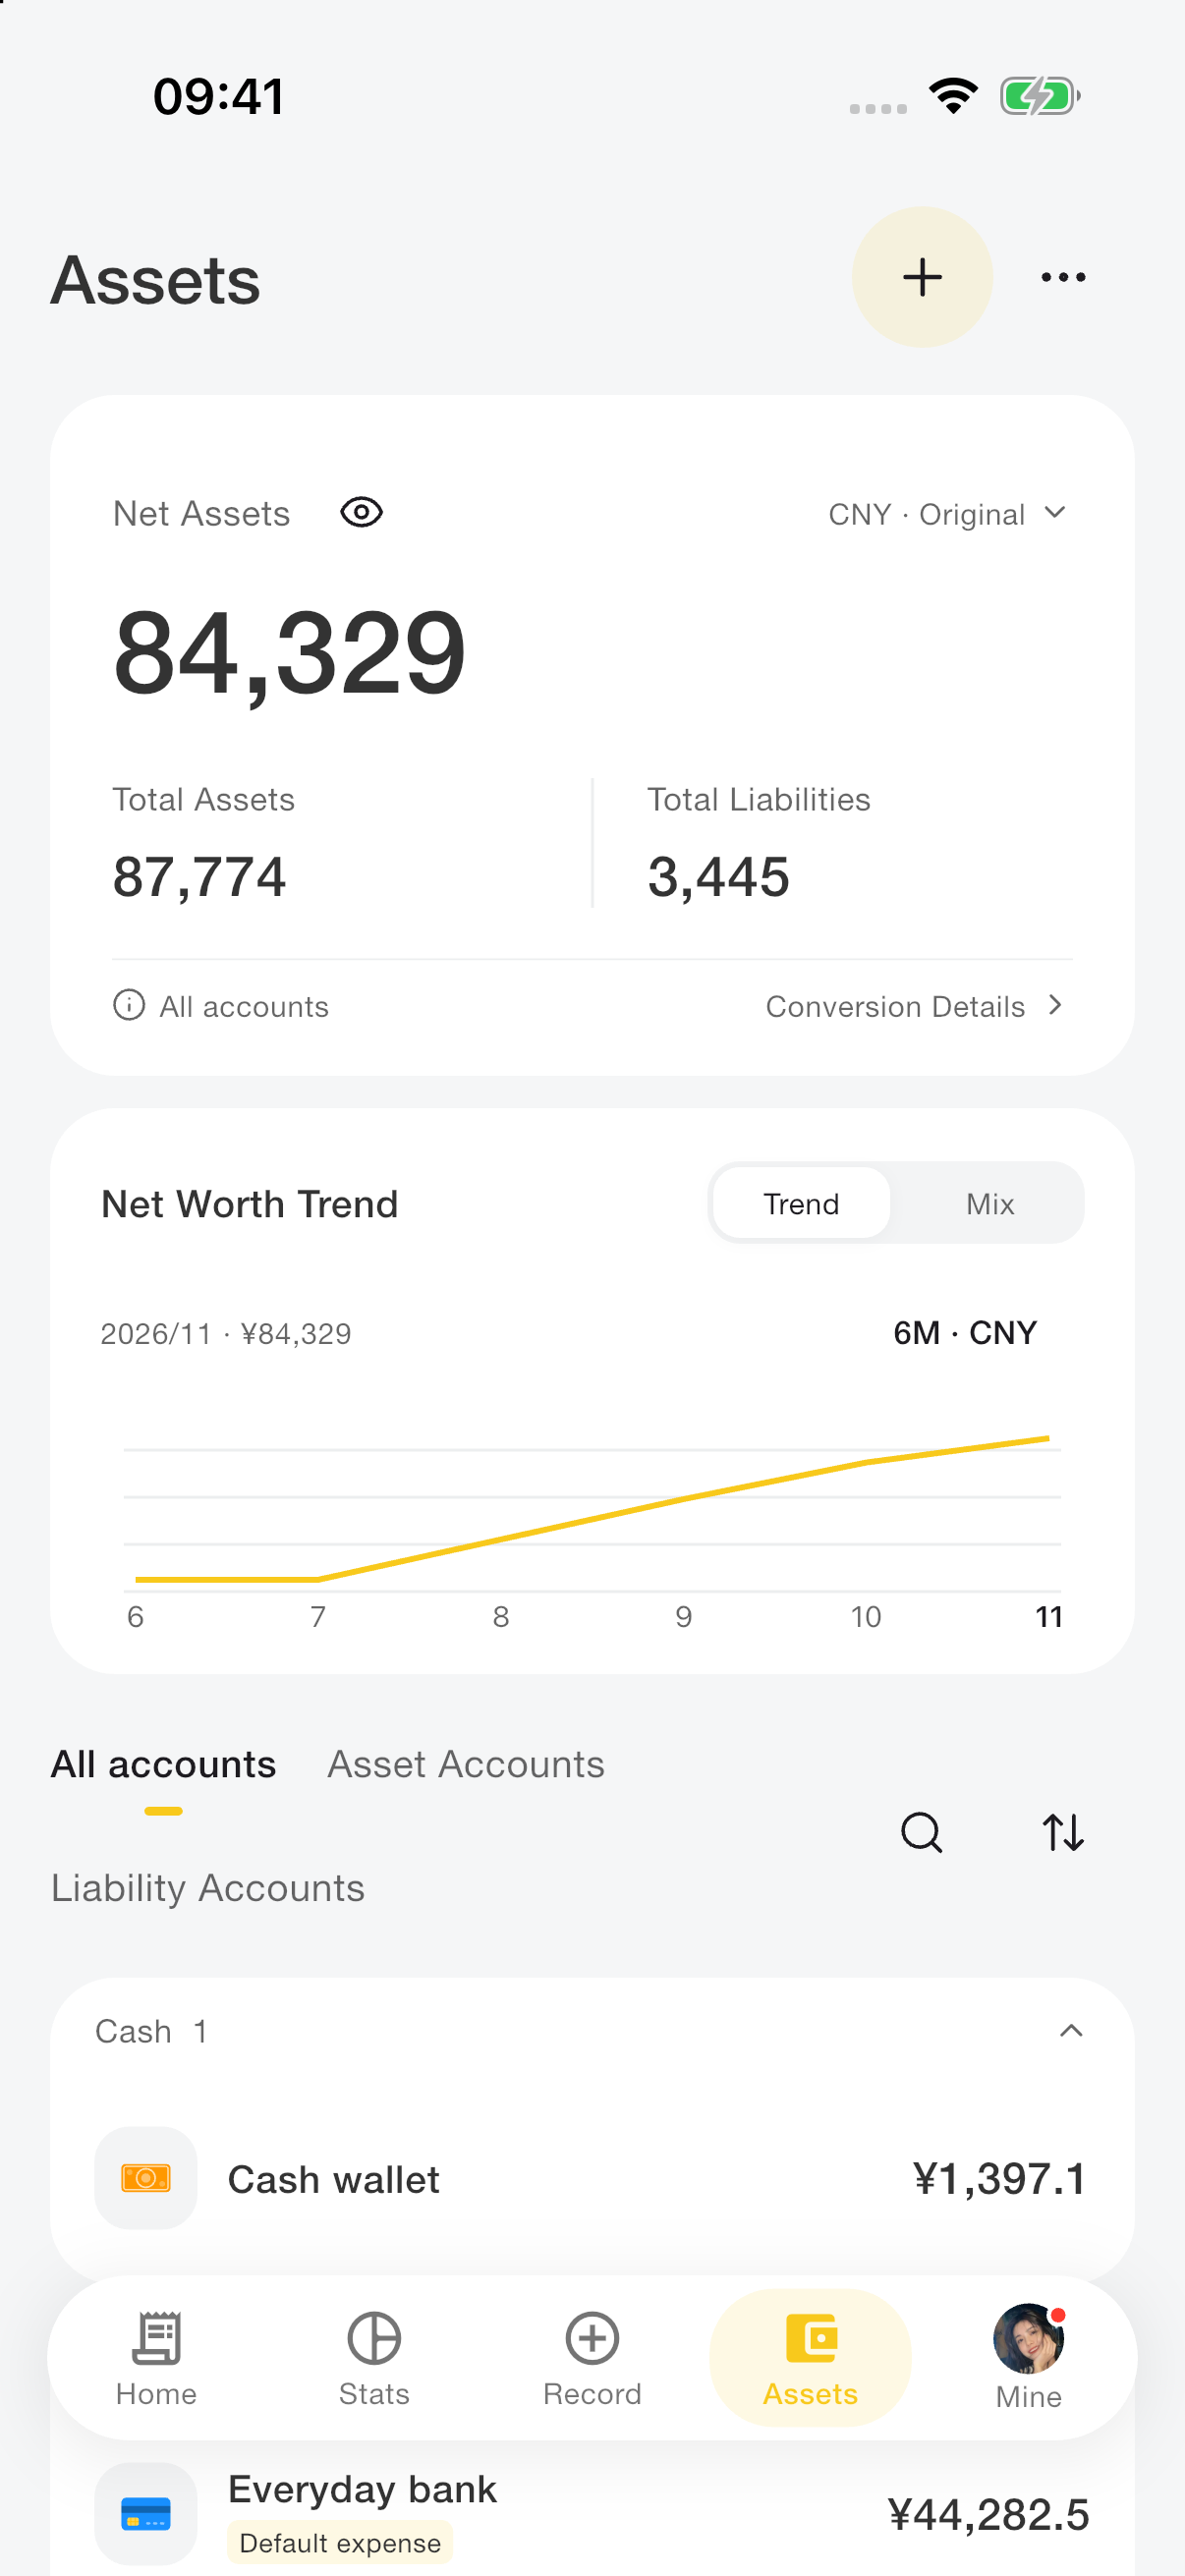 09:41
Assets
Net Assets
CNY · Original
84,329
Total Assets
Total Liabilities
87,774
3,445
All accounts
Conversion Details
Net Worth Trend
Trend
Mix
2026/11 · ¥84,329
6M · CNY
6 7 8 9 10 11
All accounts
Asset Accounts
Liability Accounts
Cash 1
Cash wallet
¥1,397.1
Home
Stats
Record
Assets
Mine
Everyday bank
Default expense
¥44,282.5